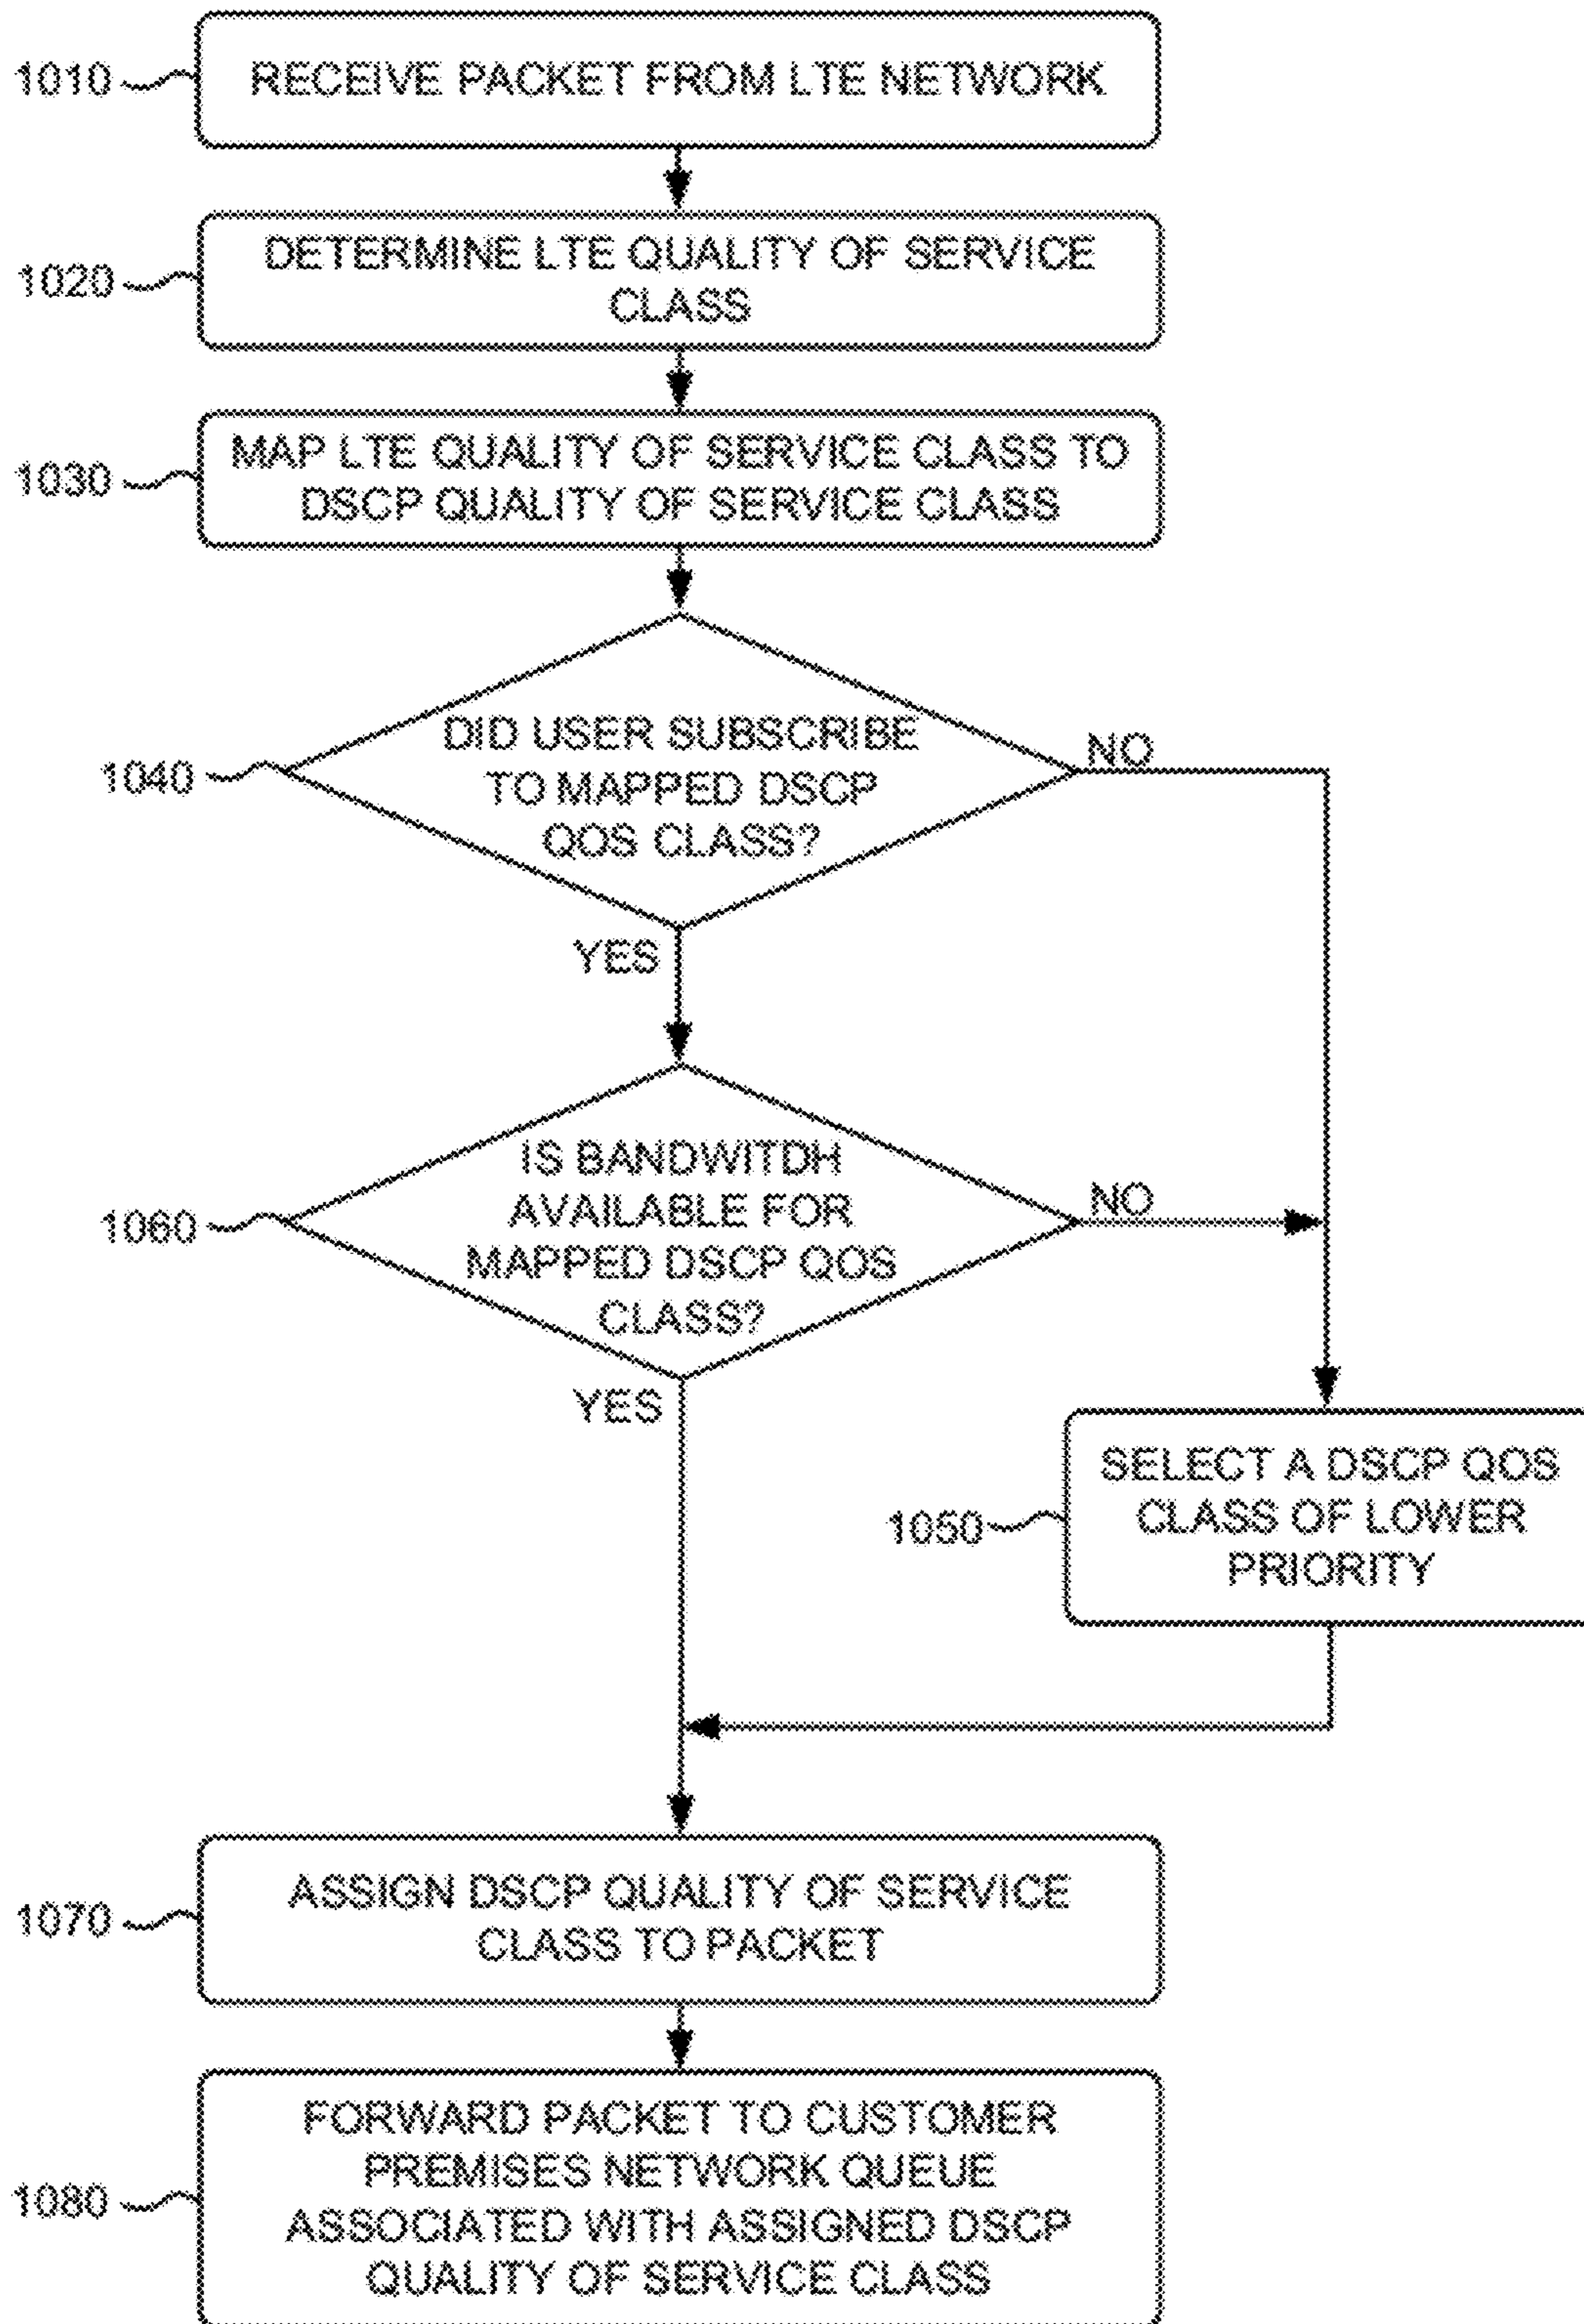 1010
RECEIVE PACKET FROM LTE NETWORK
1020
DETERMINE LTE QUALITY OF SERVICE
CLASS
1030
MAP LTE QUALITY OF SERVICE CLASS TO
DSCP QUALITY OF SERVICE CLASS
1040
DID USER SUBSCRIBE
TO MAPPED DSCP
QOS CLASS?
NO
YES
1060
IS BANDWITDH
AVAILABLE FOR
MAPPED DSCP QOS
CLASS?
NO
YES
1050
SELECT A DSCP QOS
CLASS OF LOWER
PRIORITY
1070
ASSIGN DSCP QUALITY OF SERVICE
CLASS TO PACKET
1080
FORWARD PACKET TO CUSTOMER
PREMISES NETWORK QUEUE
ASSOCIATED WITH ASSIGNED DSCP
QUALITY OF SERVICE CLASS